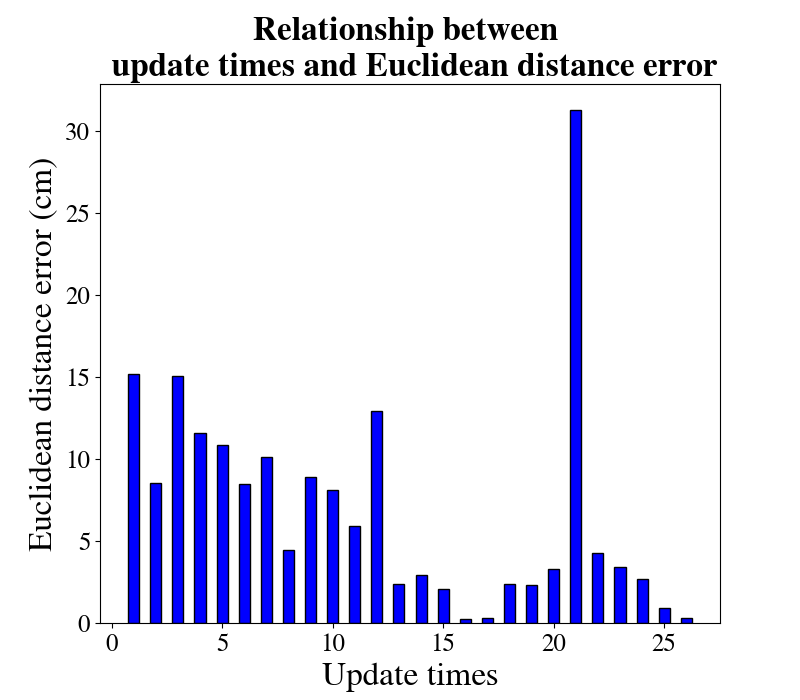 Relationship between
update times and Euclidean distance error
Euclidean distance error (cm)
30
25
20
15
10
5
0
0 5 10 15 20 25
Update times